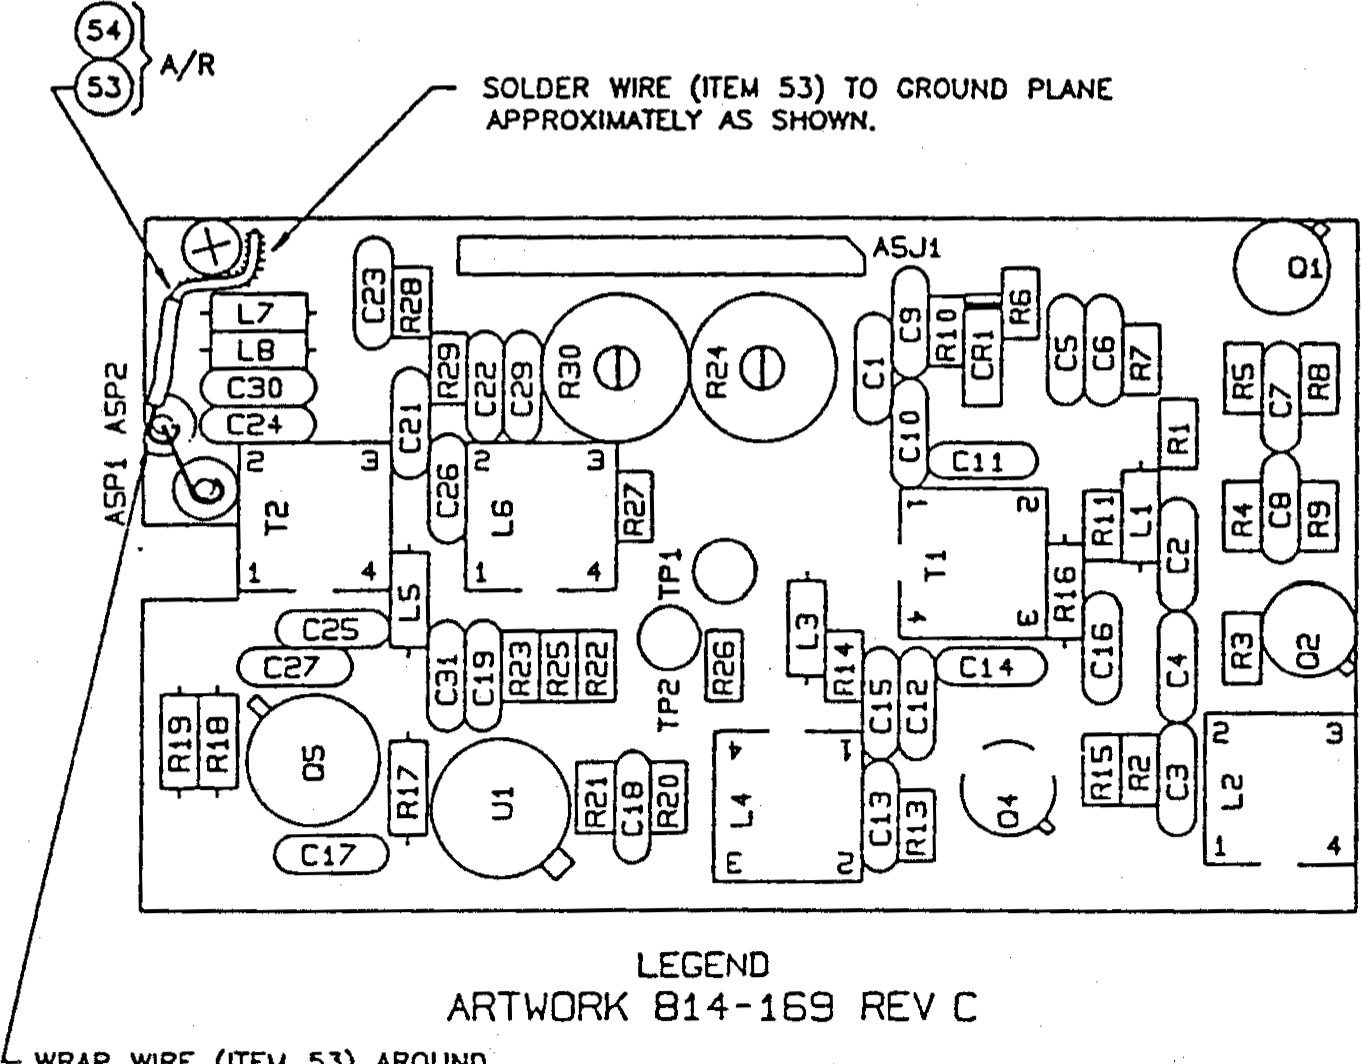 54
A/R
53
SOLDER WIRE (ITEM 53) TO GROUND PLANE
APPROXIMATELY AS SHOWN.
ASJ1
Q1
C23
R28
L7
L8
C30
C24
ASP1 ASP2
C21
R29
C22
C29
R30
R24
C1
C9
R10
CR1
R6
C5
C6
R7
R5
C7
R8
C10
C11
R1
2 3
T2
1 4
C26
2 3
L6
1 4
R27
1 2
T1
4 3
R11
L1
C2
R4
C8
R9
TP1
L5
R16
C25
C27
C31
C19
R23
R25
R22
TP2
R26
L3
R14
C15
C12
C14
C16
C4
R3
Q2
R19
R18
Q5
R17
U1
R21
C18
R20
4 1
L4
3 2
C13
R13
Q4
R15
R2
C3
2 3
L2
1 4
C17
LEGEND
ARTWORK 814-169 REV C
WRAP WIRE (ITEM 53) AROUND